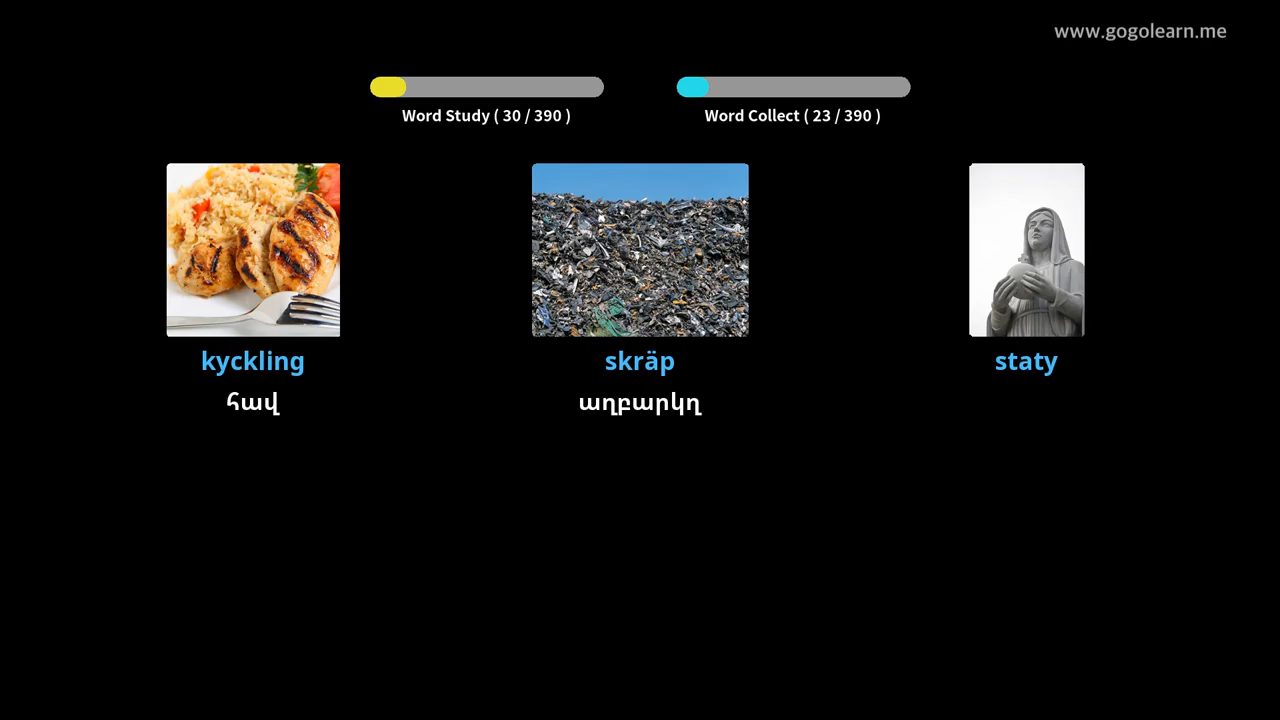 www.gogolearn.me
Word Study ( 30 / 390 )
Word Collect ( 23 / 390 )
kyckling
skräp
staty
հավ
աղբարկղ